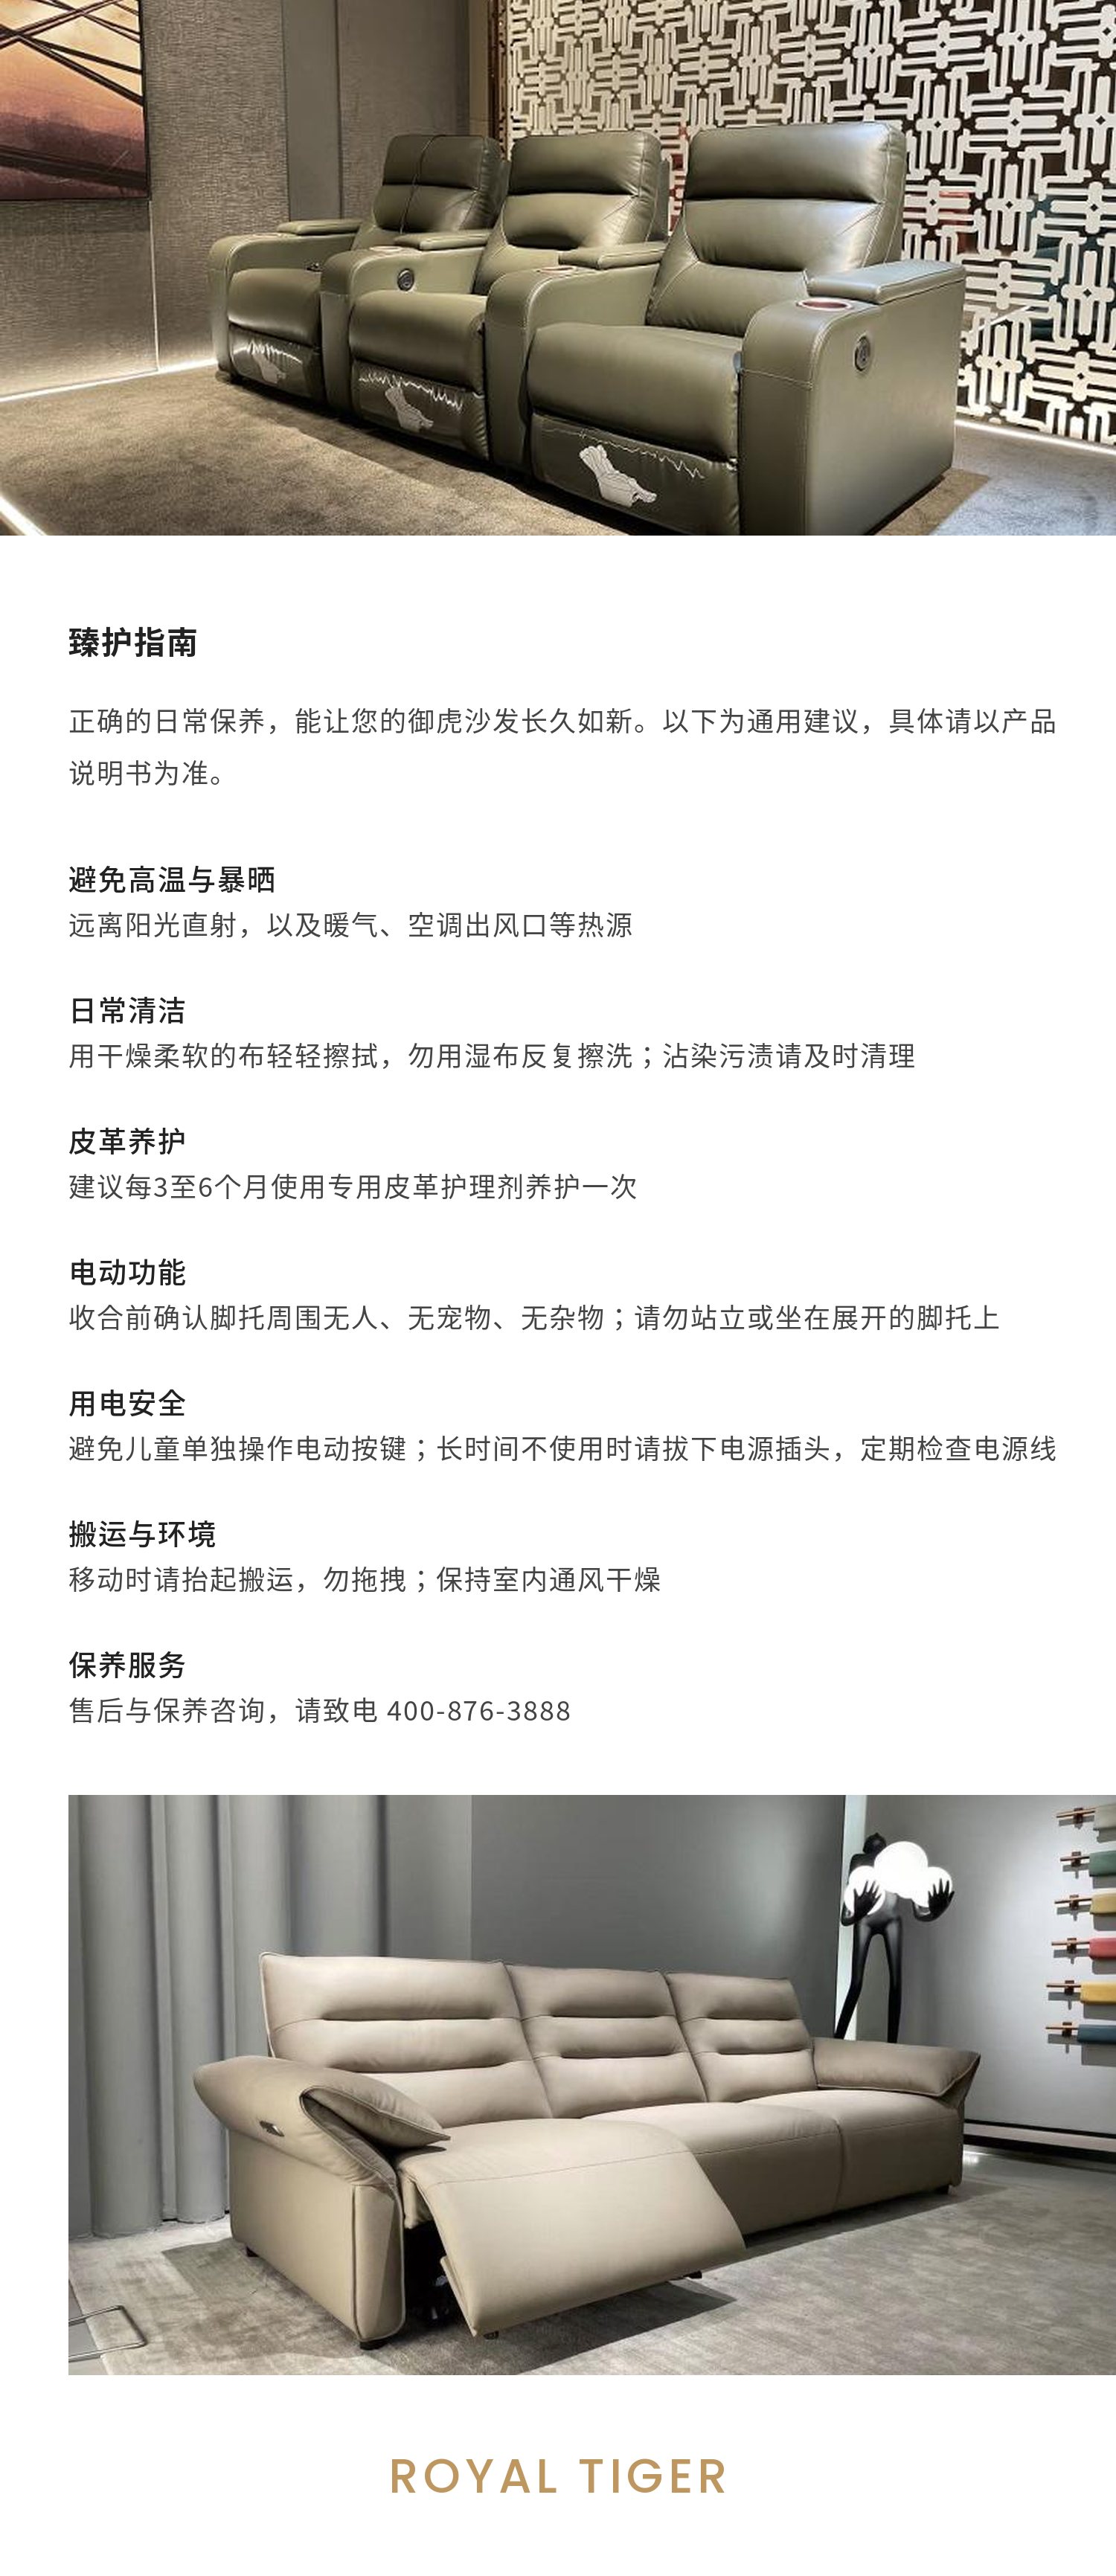 臻护指南
正确的日常保养，能让您的御虎沙发长久如新。以下为通用建议，具体请以产品
说明书为准。
避免高温与暴晒
远离阳光直射，以及暖气、空调出风口等热源
日常清洁
用干燥柔软的布轻轻擦拭，勿用湿布反复擦洗；沾染污渍请及时清理
皮革养护
建议每3至6个月使用专用皮革护理剂养护一次
电动功能
收合前确认脚托周围无人、无宠物、无杂物；请勿站立或坐在展开的脚托上
用电安全
避免儿童单独操作电动按键；长时间不使用时请拔下电源插头，定期检查电源线
搬运与环境
移动时请抬起搬运，勿拖拽；保持室内通风干燥
保养服务
售后与保养咨询，请致电 400-876-3888
ROYAL TIGER